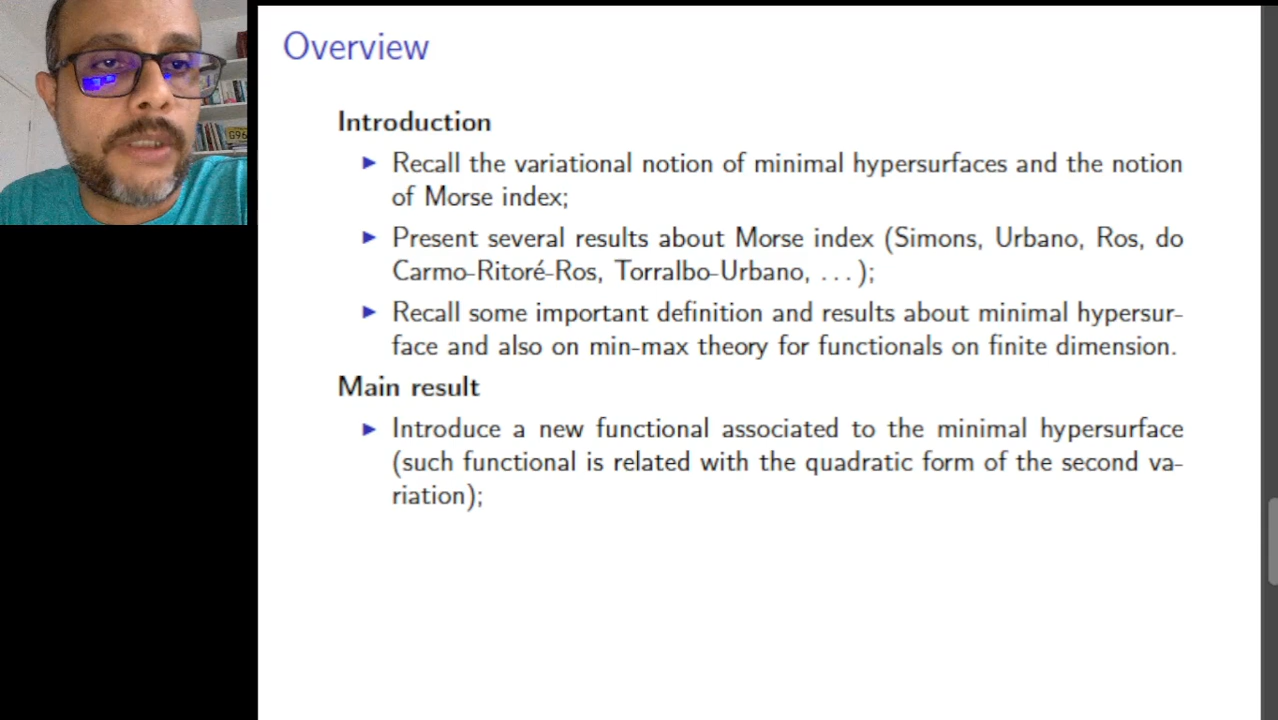 Overview
Introduction
▶ Recall the variational notion of minimal hypersurfaces and the notion
of Morse index;
▶ Present several results about Morse index (Simons, Urbano, Ros, do
Carmo-Ritoré-Ros, Torralbo-Urbano, . . . );
▶ Recall some important definition and results about minimal hypersur-
face and also on min-max theory for functionals on finite dimension.
Main result
▶ Introduce a new functional associated to the minimal hypersurface
(such functional is related with the quadratic form of the second va-
riation);
G96